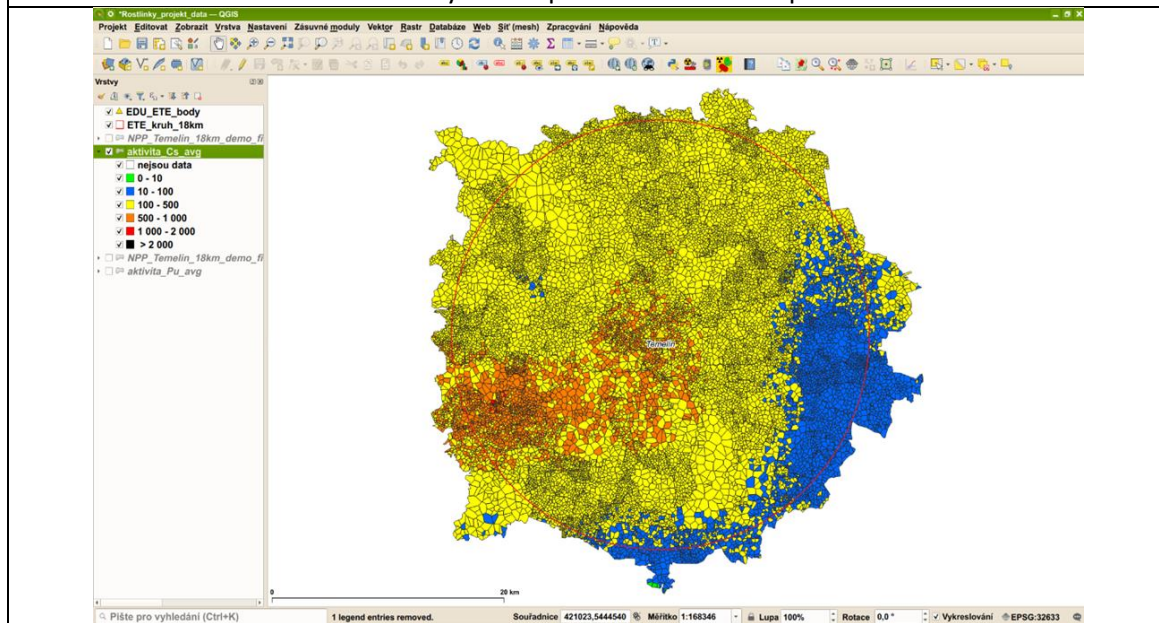 *Rostlinky_projekt_data — QGIS
Projekt Editovat Zobrazit Vrstva Nastavení Zásuvné moduly Vektor Rastr Databáze Web Síť (mesh) Zpracování Nápověda
Vrstvy
EDU_ETE_body
ETE_kruh_18km
NPP_Temelin_18km_demo_fi
aktivita_Cs_avg
nejsou data
0 - 10
10 - 100
100 - 500
500 - 1 000
1 000 - 2 000
> 2 000
NPP_Temelin_18km_demo_fi
aktivita_Pu_avg
Temelín
0 20 km
Pište pro vyhledání (Ctrl+K) 1 legend entries removed. Souřadnice 421023,5444540 Měřítko 1:168346 Lupa 100% Rotace 0,0 ° Vykreslování EPSG:32633